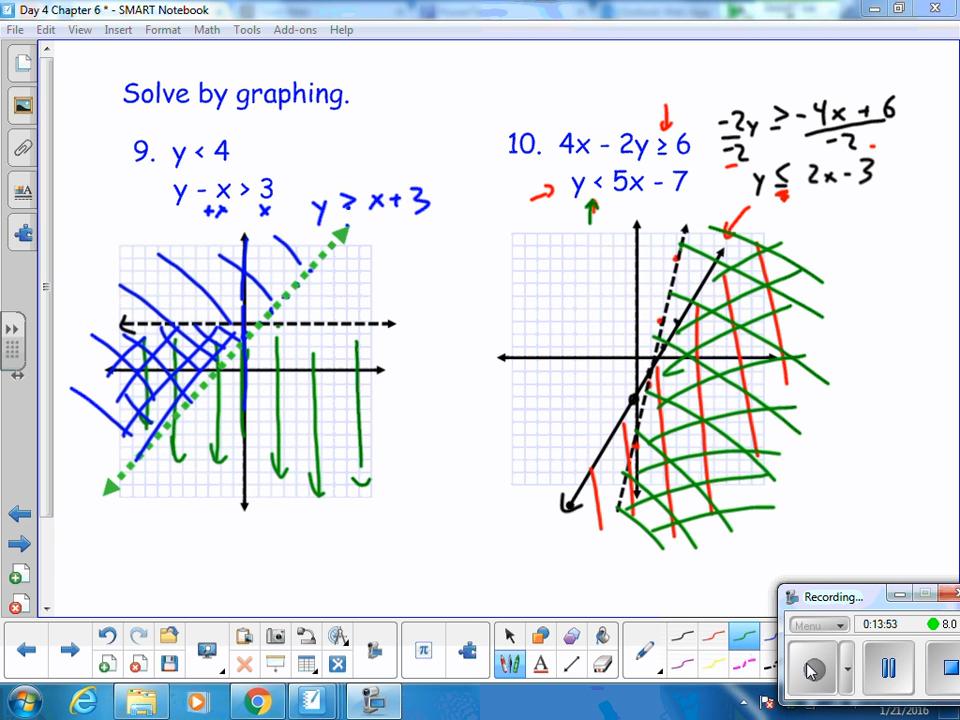 Day 4 Chapter 6 * - SMART Notebook
File Edit View Insert Format Math Tools Add-ons Help
Solve by graphing.
9. y < 4
y - x > 3
+x x
y > x + 3
10. 4x - 2y ≥ 6
y < 5x - 7
-2y ≥ -4x + 6
-2 -2
y ≤ 2x - 3
Recording...
Menu
0:13:53
8.0
π
A
1/21/2016